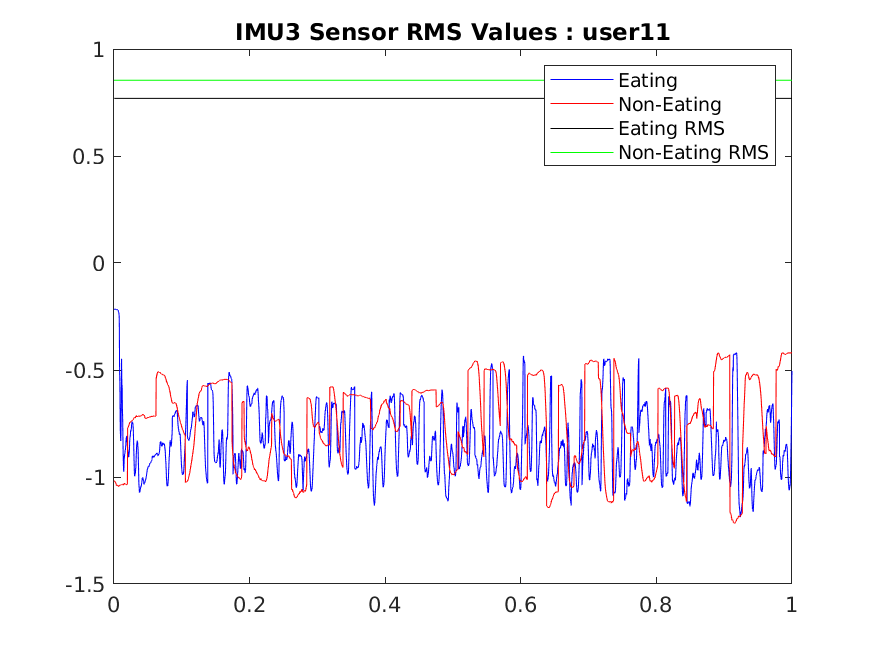 IMU3 Sensor RMS Values : user11
1
0.5
0
-0.5
-1
-1.5
0 0.2 0.4 0.6 0.8 1
Eating
Non-Eating
Eating RMS
Non-Eating RMS